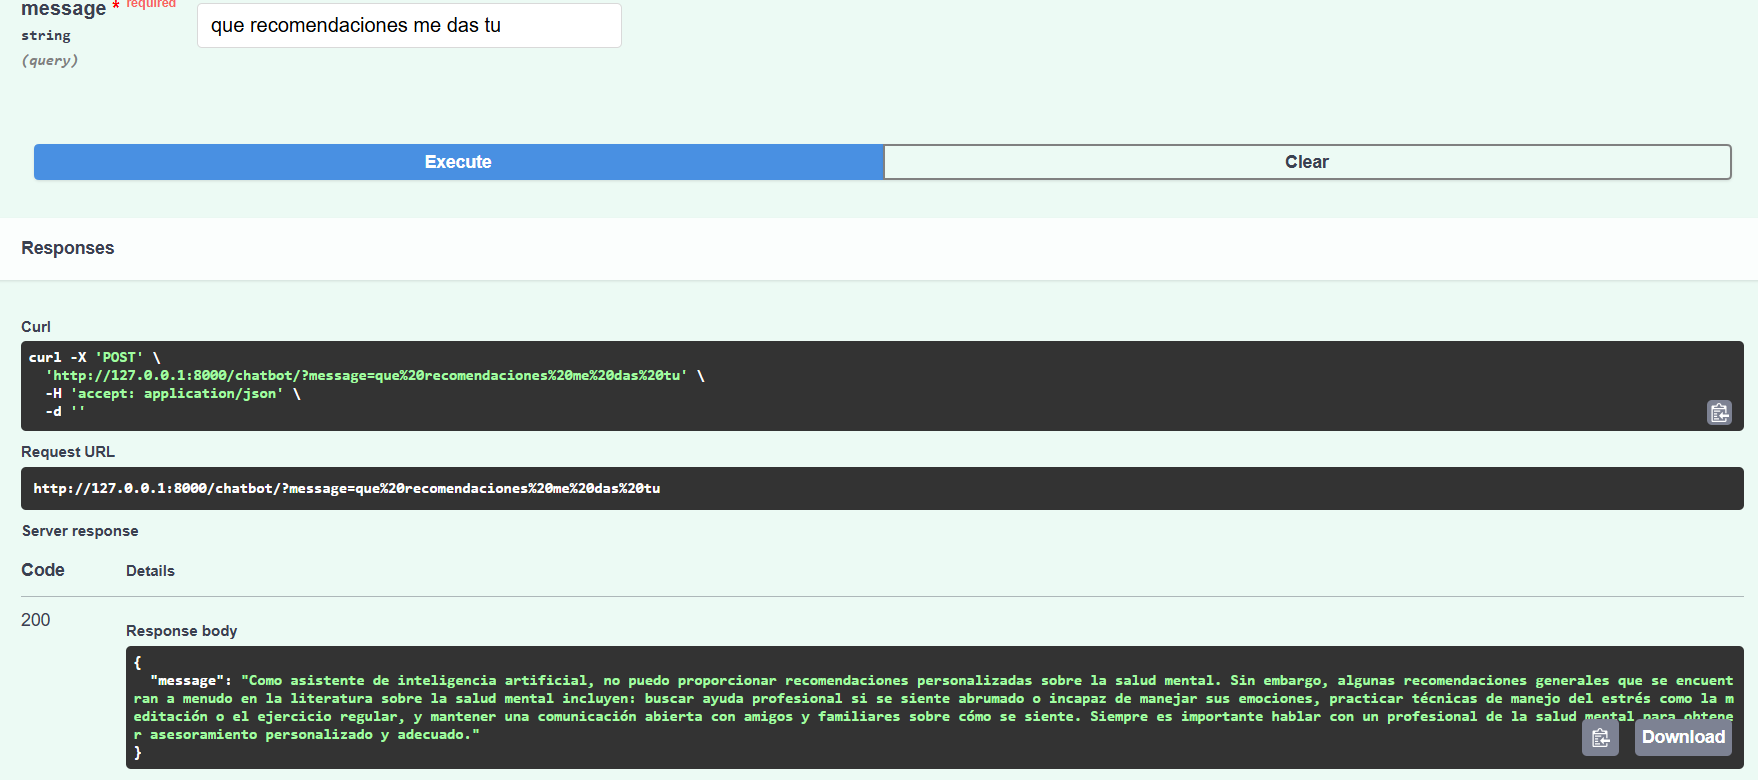 message * required
string
(query)
que recomendaciones me das tu
Execute
Clear
Responses
Curl
curl -X 'POST' \
'http://127.0.0.1:8000/chatbot/?message=que%20recomendaciones%20me%20das%20tu' \
-H 'accept: application/json' \
-d ''
Request URL
http://127.0.0.1:8000/chatbot/?message=que%20recomendaciones%20me%20das%20tu
Server response
Code
Details
200
Response body
{
"message": "Como asistente de inteligencia artificial, no puedo proporcionar recomendaciones personalizadas sobre la salud mental. Sin embargo, algunas recomendaciones generales que se encuent
ran a menudo en la literatura sobre la salud mental incluyen: buscar ayuda profesional si se siente abrumado o incapaz de manejar sus emociones, practicar técnicas de manejo del estrés como la m
editación o el ejercicio regular, y mantener una comunicación abierta con amigos y familiares sobre cómo se siente. Siempre es importante hablar con un profesional de la salud mental para obtene
r asesoramiento personalizado y adecuado."
}
Download